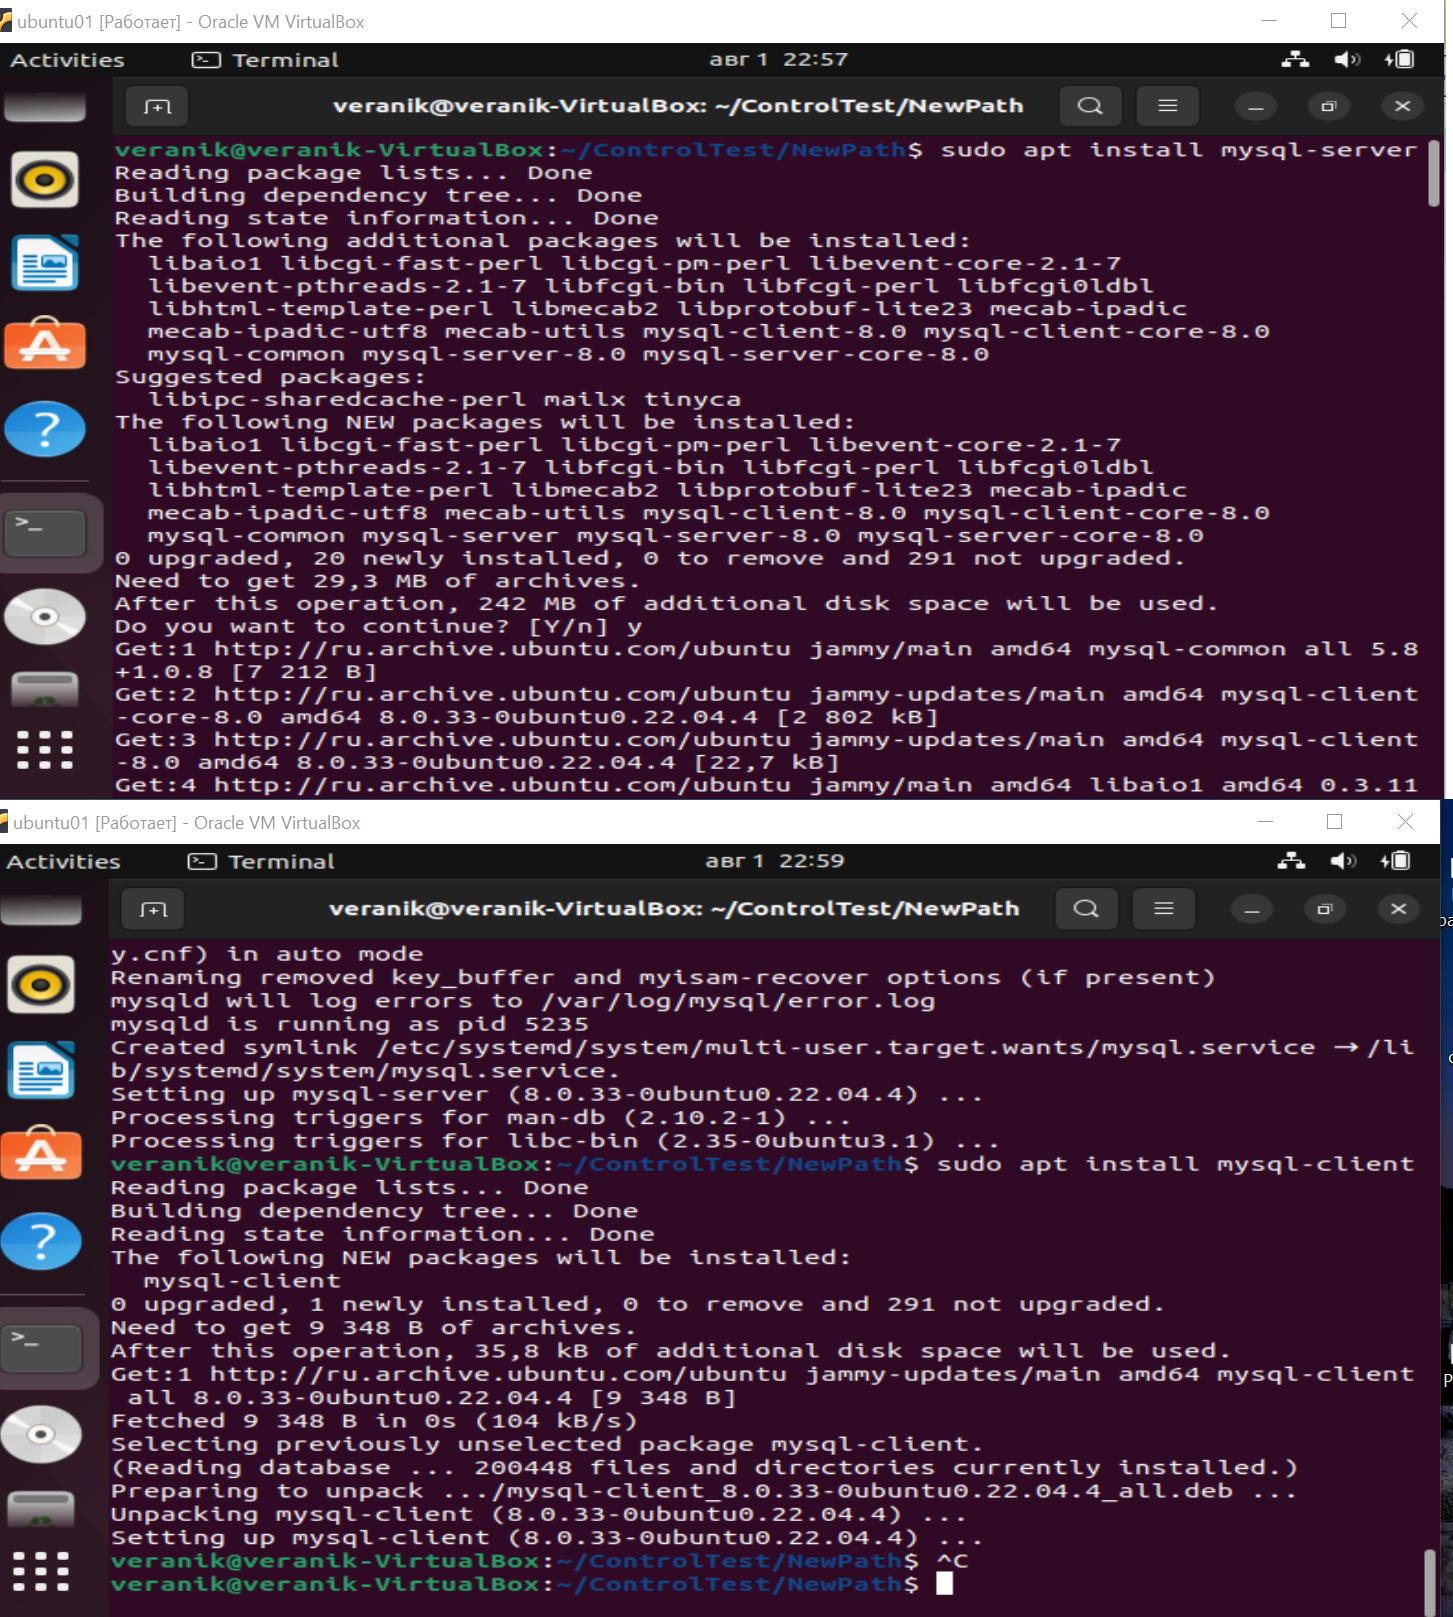 ubuntu01 [Работает] - Oracle VM VirtualBox
Activities Terminal авг 1 22:57
veranik@veranik-VirtualBox: ~/ControlTest/NewPath
veranik@veranik-VirtualBox:~/ControlTest/NewPath$ sudo apt install mysql-server
Reading package lists... Done
Building dependency tree... Done
Reading state information... Done
The following additional packages will be installed:
  libaio1 libcgi-fast-perl libcgi-pm-perl libevent-core-2.1-7
  libevent-pthreads-2.1-7 libfcgi-bin libfcgi-perl libfcgi0ldbl
  libhtml-template-perl libmecab2 libprotobuf-lite23 mecab-ipadic
  mecab-ipadic-utf8 mecab-utils mysql-client-8.0 mysql-client-core-8.0
  mysql-common mysql-server-8.0 mysql-server-core-8.0
Suggested packages:
  libipc-sharedcache-perl mailx tinyca
The following NEW packages will be installed:
  libaio1 libcgi-fast-perl libcgi-pm-perl libevent-core-2.1-7
  libevent-pthreads-2.1-7 libfcgi-bin libfcgi-perl libfcgi0ldbl
  libhtml-template-perl libmecab2 libprotobuf-lite23 mecab-ipadic
  mecab-ipadic-utf8 mecab-utils mysql-client-8.0 mysql-client-core-8.0
  mysql-common mysql-server mysql-server-8.0 mysql-server-core-8.0
0 upgraded, 20 newly installed, 0 to remove and 291 not upgraded.
Need to get 29,3 MB of archives.
After this operation, 242 MB of additional disk space will be used.
Do you want to continue? [Y/n] y
Get:1 http://ru.archive.ubuntu.com/ubuntu jammy/main amd64 mysql-common all 5.8
+1.0.8 [7 212 B]
Get:2 http://ru.archive.ubuntu.com/ubuntu jammy-updates/main amd64 mysql-client
-core-8.0 amd64 8.0.33-0ubuntu0.22.04.4 [2 802 kB]
Get:3 http://ru.archive.ubuntu.com/ubuntu jammy-updates/main amd64 mysql-client
-8.0 amd64 8.0.33-0ubuntu0.22.04.4 [22,7 kB]
Get:4 http://ru.archive.ubuntu.com/ubuntu jammy/main amd64 libaio1 amd64 0.3.11
ubuntu01 [Работает] - Oracle VM VirtualBox
Activities Terminal авг 1 22:59
veranik@veranik-VirtualBox: ~/ControlTest/NewPath
y.cnf) in auto mode
Renaming removed key_buffer and myisam-recover options (if present)
mysqld will log errors to /var/log/mysql/error.log
mysqld is running as pid 5235
Created symlink /etc/systemd/system/multi-user.target.wants/mysql.service → /li
b/systemd/system/mysql.service.
Setting up mysql-server (8.0.33-0ubuntu0.22.04.4) ...
Processing triggers for man-db (2.10.2-1) ...
Processing triggers for libc-bin (2.35-0ubuntu3.1) ...
veranik@veranik-VirtualBox:~/ControlTest/NewPath$ sudo apt install mysql-client
Reading package lists... Done
Building dependency tree... Done
Reading state information... Done
The following NEW packages will be installed:
  mysql-client
0 upgraded, 1 newly installed, 0 to remove and 291 not upgraded.
Need to get 9 348 B of archives.
After this operation, 35,8 kB of additional disk space will be used.
Get:1 http://ru.archive.ubuntu.com/ubuntu jammy-updates/main amd64 mysql-client
 all 8.0.33-0ubuntu0.22.04.4 [9 348 B]
Fetched 9 348 B in 0s (104 kB/s)
Selecting previously unselected package mysql-client.
(Reading database ... 200448 files and directories currently installed.)
Preparing to unpack .../mysql-client_8.0.33-0ubuntu0.22.04.4_all.deb ...
Unpacking mysql-client (8.0.33-0ubuntu0.22.04.4) ...
Setting up mysql-client (8.0.33-0ubuntu0.22.04.4) ...
veranik@veranik-VirtualBox:~/ControlTest/NewPath$ ^C
veranik@veranik-VirtualBox:~/ControlTest/NewPath$